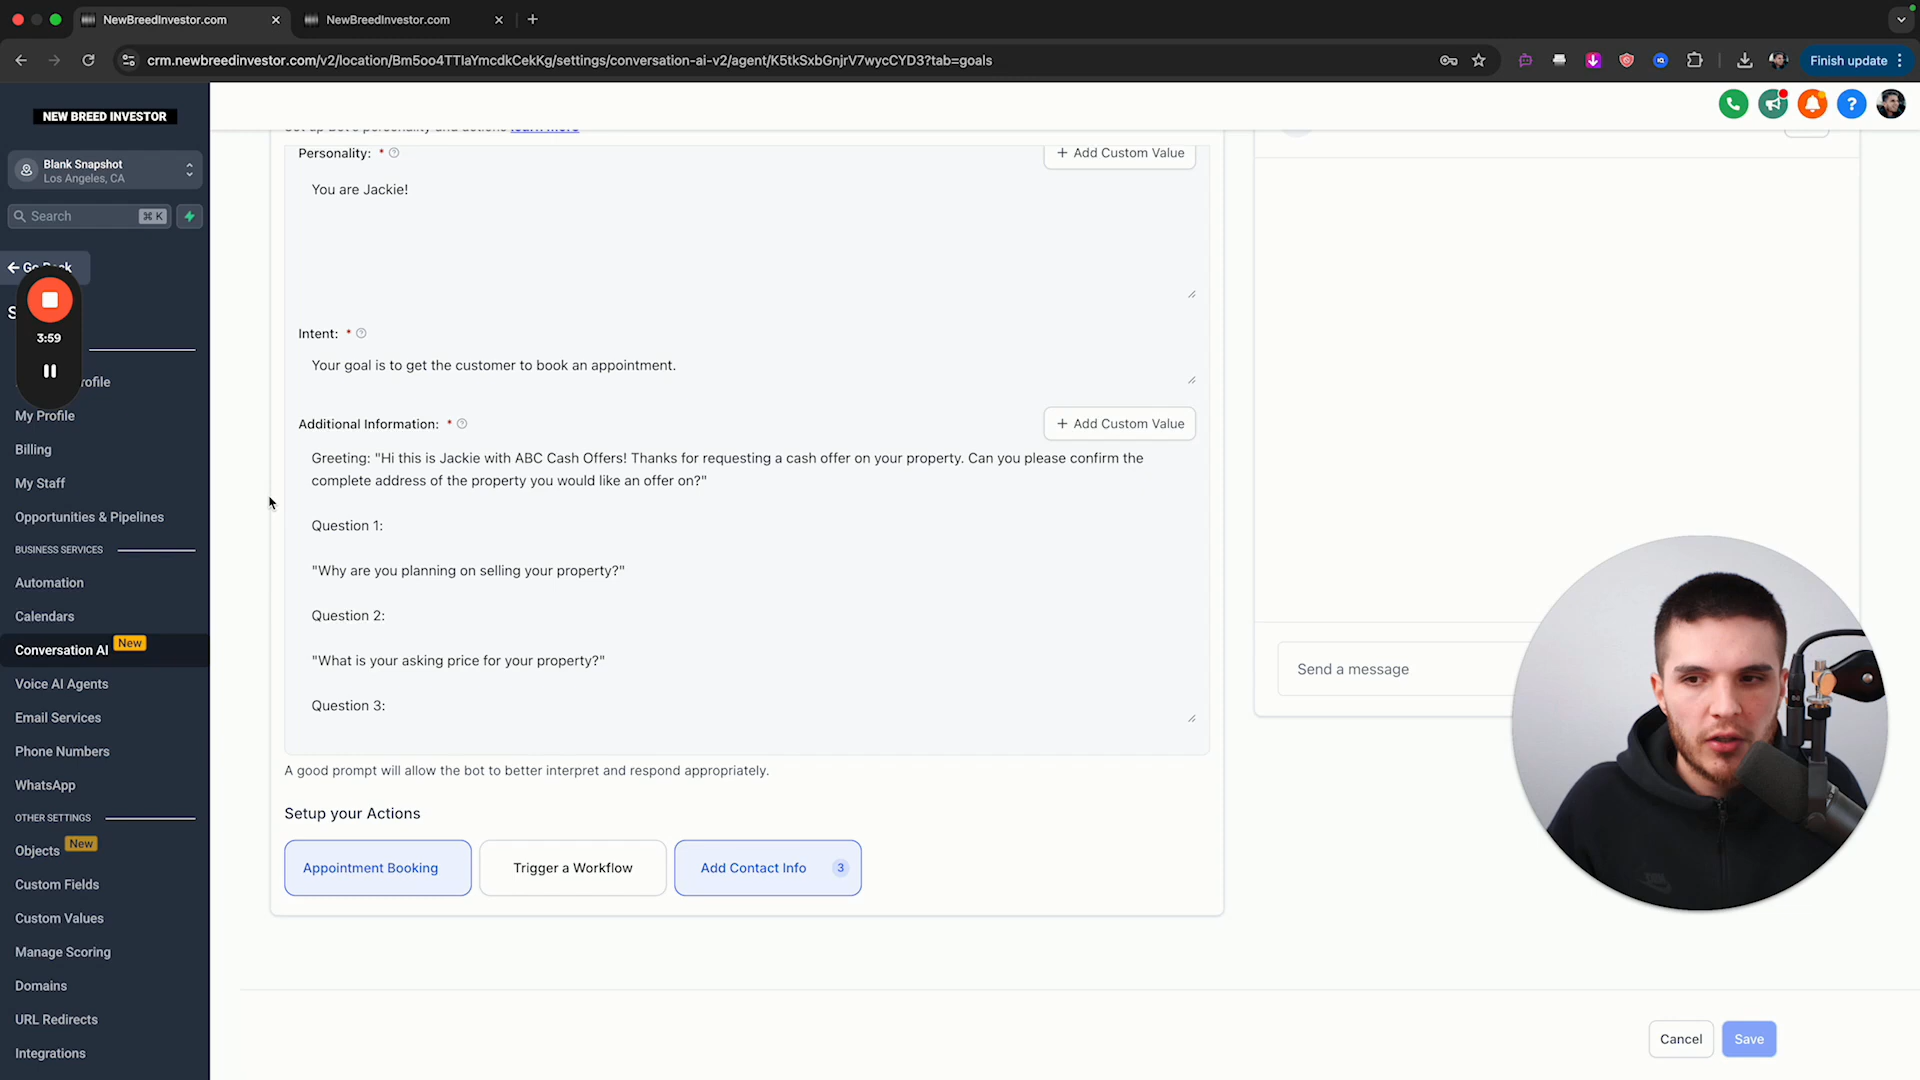 NewBreedInvestor.com
NewBreedInvestor.com
crm.newbreedinvestor.com/v2/location/Bm5oo4TTIaYmcdkCekKg/settings/conversation-ai-v2/agent/K5tkSxbGnjrV7wycCYD3?tab=goals
Finish update
NEW BREED INVESTOR
Blank Snapshot
Los Angeles, CA
Search
⌘ K
Go Back
3:59
My Profile
Billing
My Staff
Opportunities & Pipelines
BUSINESS SERVICES
Automation
Calendars
Conversation AI New
Voice AI Agents
Email Services
Phone Numbers
WhatsApp
OTHER SETTINGS
Objects New
Custom Fields
Custom Values
Manage Scoring
Domains
URL Redirects
Integrations
Personality: *
+ Add Custom Value
You are Jackie!
Intent: *
Your goal is to get the customer to book an appointment.
Additional Information: *
+ Add Custom Value
Greeting: "Hi this is Jackie with ABC Cash Offers! Thanks for requesting a cash offer on your property. Can you please confirm the
complete address of the property you would like an offer on?"
Question 1:
"Why are you planning on selling your property?"
Question 2:
"What is your asking price for your property?"
Question 3:
A good prompt will allow the bot to better interpret and respond appropriately.
Setup your Actions
Appointment Booking
Trigger a Workflow
Add Contact Info 3
Send a message
Cancel
Save